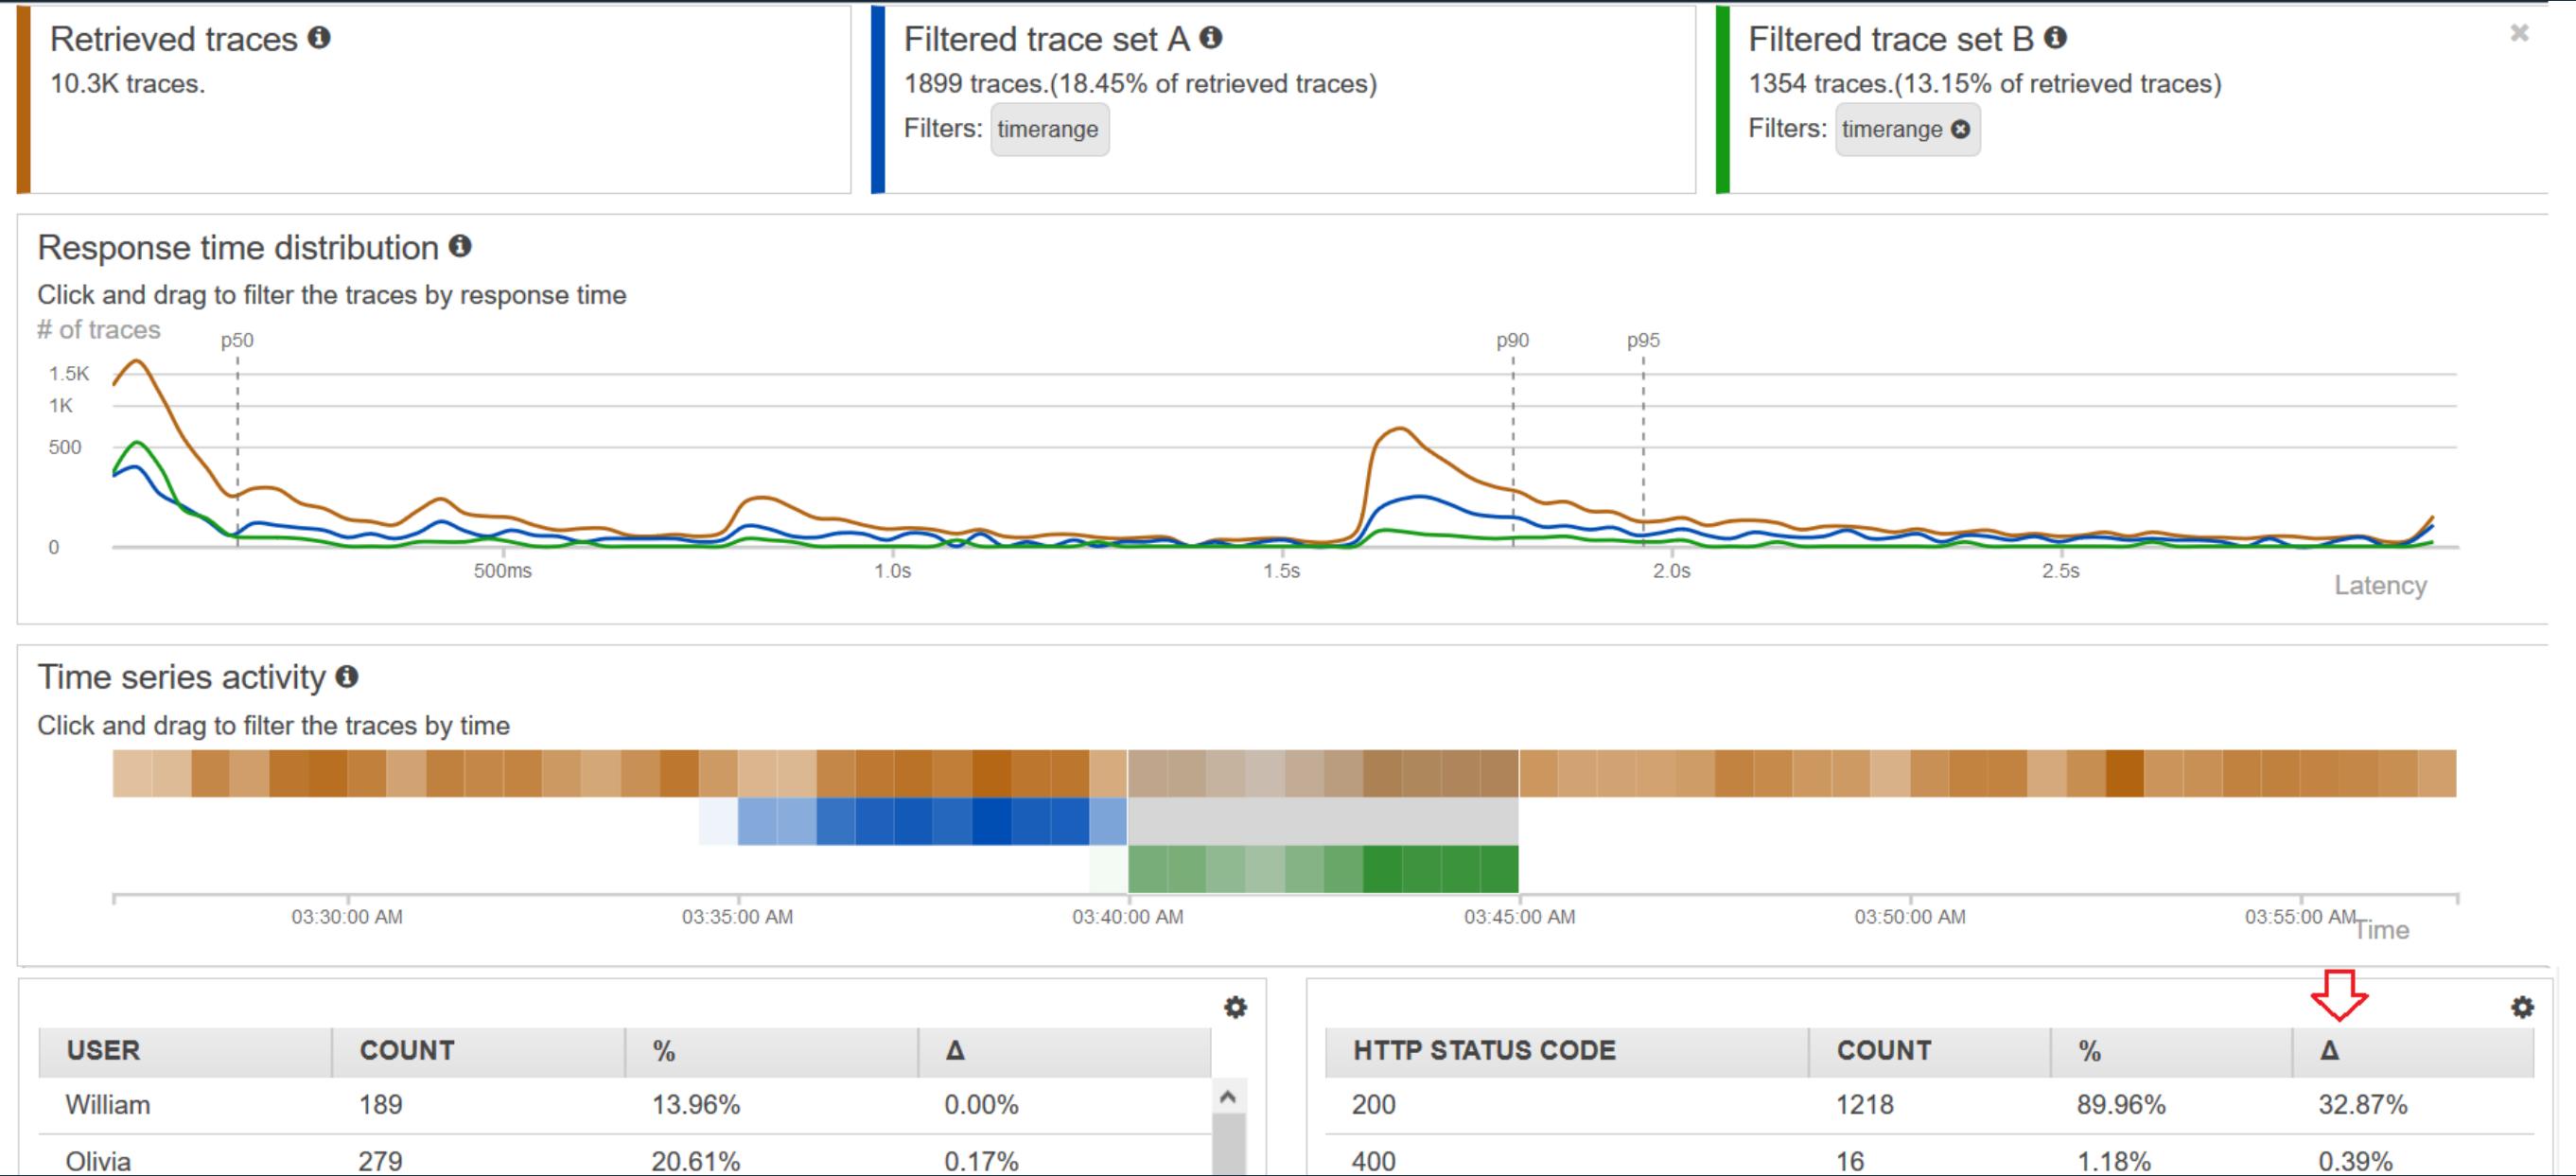 Retrieved traces
10.3K traces.
Filtered trace set A
1899 traces.(18.45% of retrieved traces)
Filters: timerange
Filtered trace set B
1354 traces.(13.15% of retrieved traces)
Filters: timerange
Response time distribution
Click and drag to filter the traces by response time
# of traces
p50 p90 p95
1.5K
1K
500
0
500ms 1.0s 1.5s 2.0s 2.5s
Latency
Time series activity
Click and drag to filter the traces by time
03:30:00 AM 03:35:00 AM 03:40:00 AM 03:45:00 AM 03:50:00 AM 03:55:00 AM
Time
USER COUNT % Δ
William 189 13.96% 0.00%
Olivia 279 20.61% 0.17%
HTTP STATUS CODE COUNT % Δ
200 1218 89.96% 32.87%
400 16 1.18% 0.39%